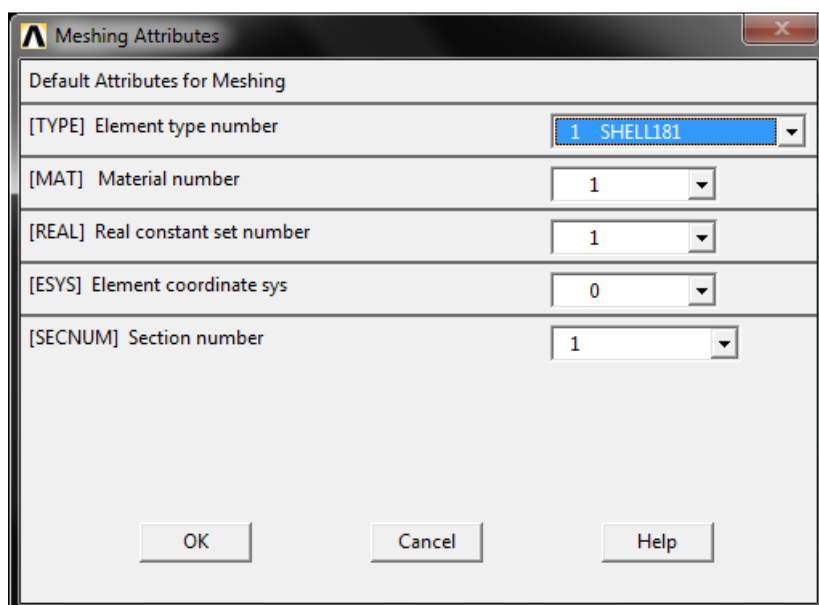 Meshing Attributes
Default Attributes for Meshing
[TYPE] Element type number 1 SHELL181
[MAT] Material number 1
[REAL] Real constant set number 1
[ESYS] Element coordinate sys 0
[SECNUM] Section number 1
OK Cancel Help